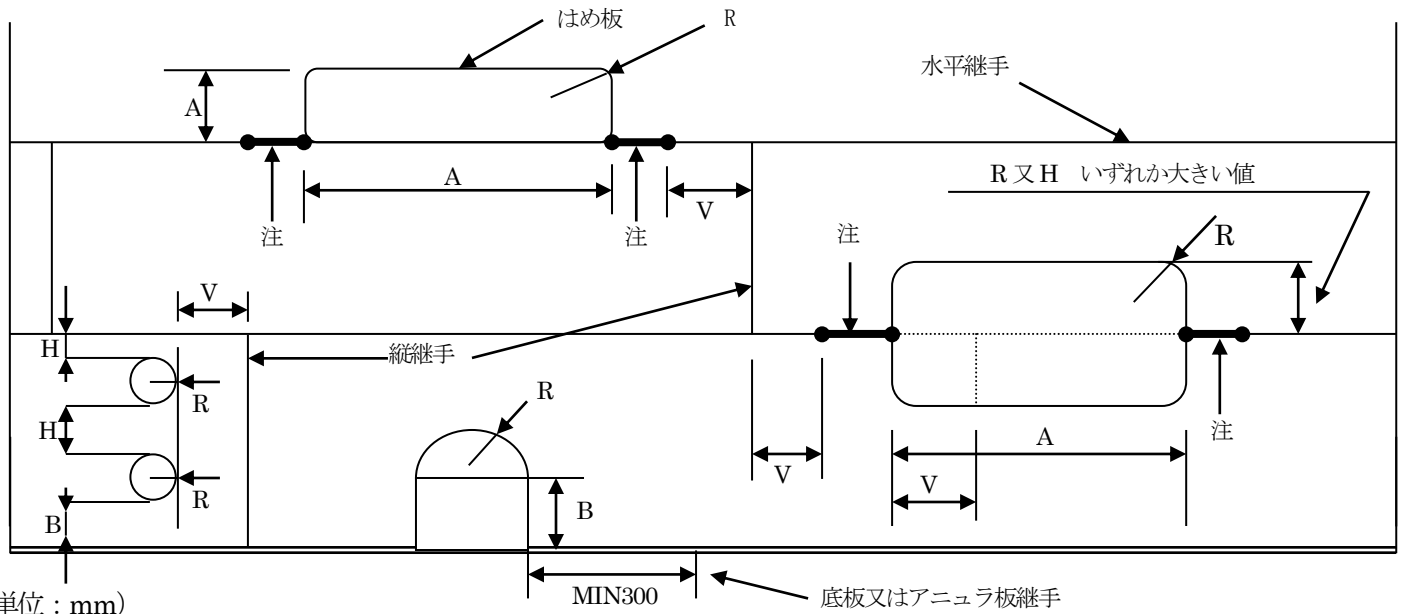 はめ板
R
水平継手
A
R又H いずれか大きい値
A
V
注
注
注
R
V
H
縦継手
R
R
H
A
注
R
V
V
B
B
MIN300
底板又はアニュラ板継手
単位:mm)